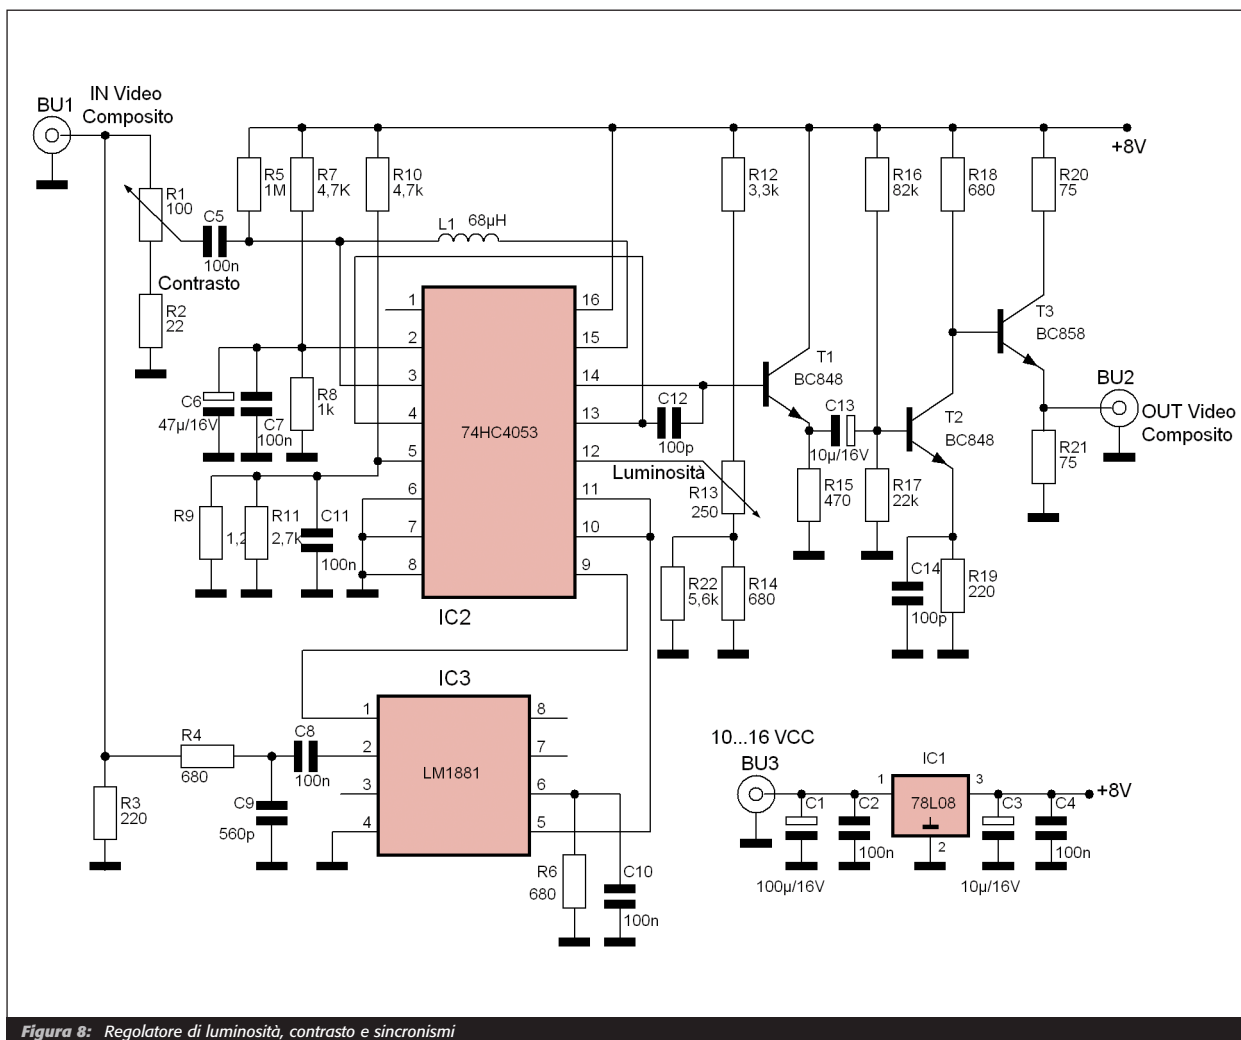 IN Video
Composito
BU1
+8V
R1
100
C5
100n
Contrasto
R2
22
R5
1M
R7
4,7K
R10
4,7k
L1
68µH
R12
3,3k
R16
82k
R18
680
R20
75
1
2
3
4
5
6
7
8
16
15
14
13
12
11
10
9
74HC4053
IC2
C6
47µ/16V
C7
100n
R8
1k
R9
1,2
R11
2,7k
C11
100n
C12
100p
Luminosità
R13
250
R22
5,6k
R14
680
T1
BC848
C13
10µ/16V
R15
470
R17
22k
T2
BC848
C14
100p
R19
220
T3
BC858
BU2
OUT Video
Composito
R21
75
IC3
1
2
3
4
8
7
6
5
LM1881
R4
680
C8
100n
C9
560p
R3
220
R6
680
C10
100n
10...16 VCC
BU3
IC1
1
3
78L08
2
+8V
C1
100µ/16V
C2
100n
C3
10µ/16V
C4
100n
Figura 8: Regolatore di luminosità, contrasto e sincronismi